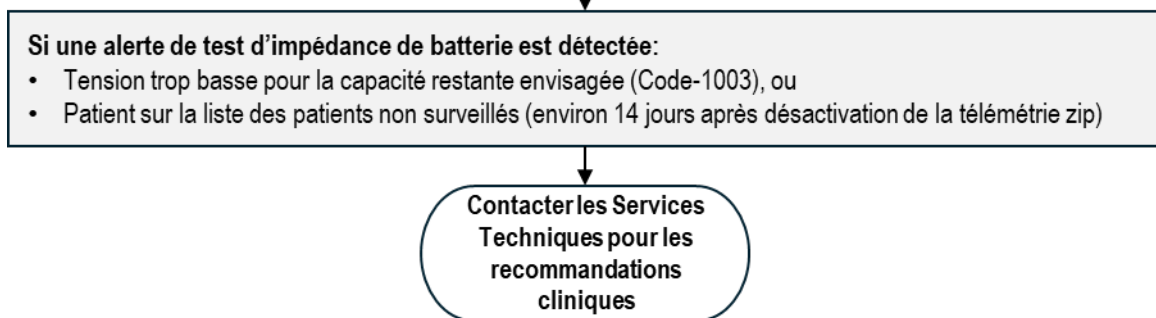 Si une alerte de test d’impédance de batterie est détectée:
• Tension trop basse pour la capacité restante envisagée (Code-1003), ou
• Patient sur la liste des patients non surveillés (environ 14 jours après désactivation de la télémétrie zip)
Contacter les Services
Techniques pour les
recommandations
cliniques